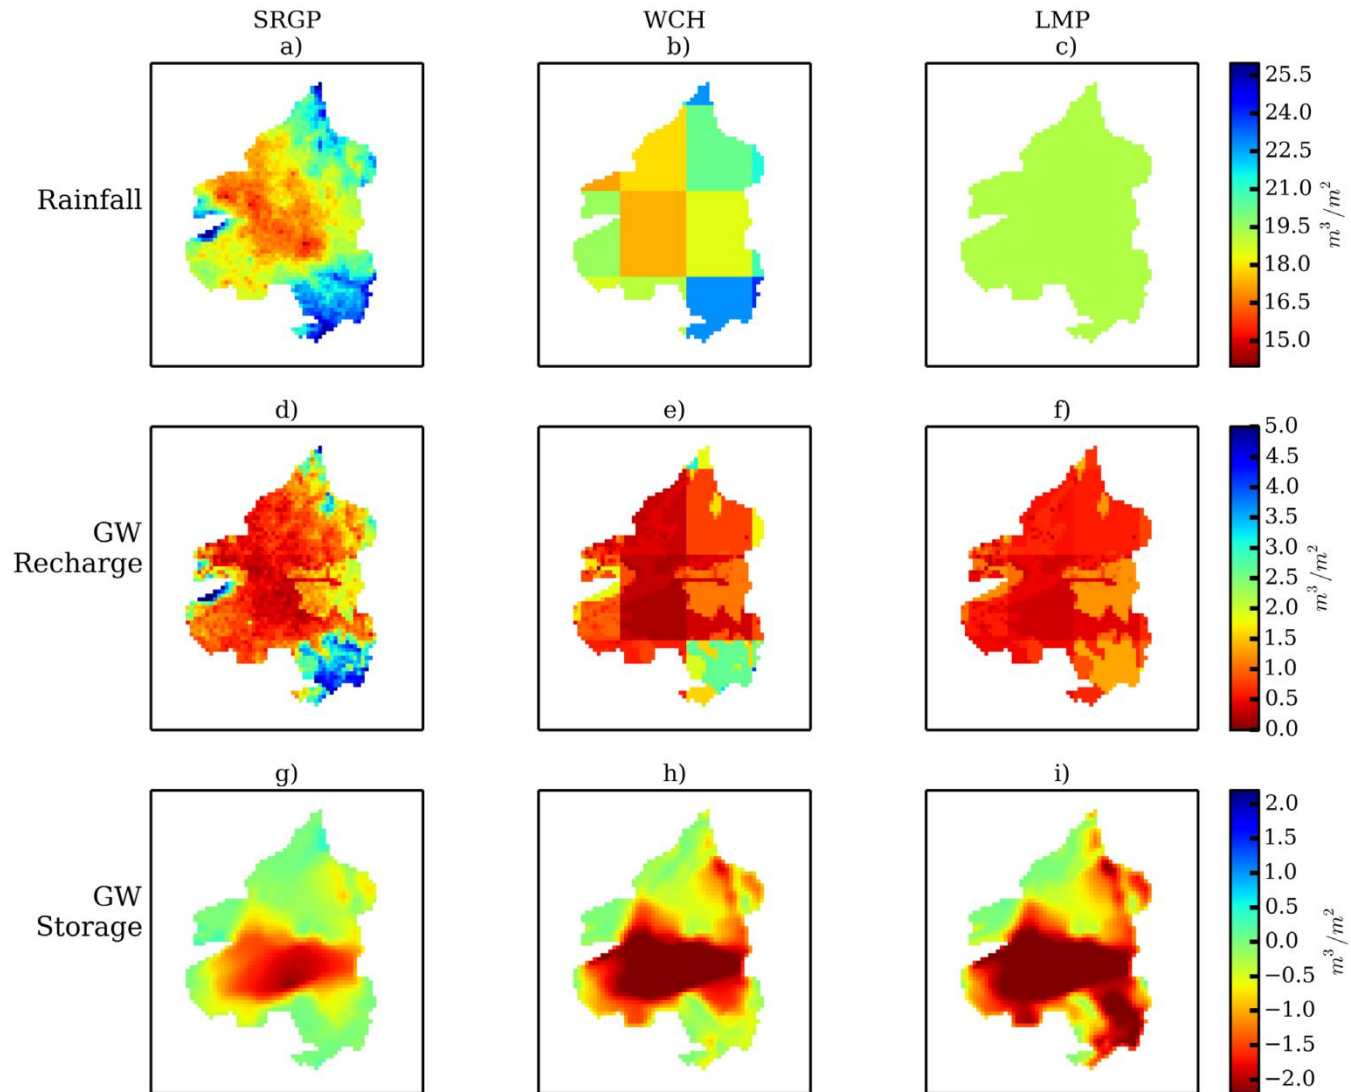 SRGP WCH LMP
a) b) c)
Rainfall
25.5
24.0
22.5
21.0
19.5
18.0
16.5
15.0
m³/m²
d) e) f)
GW
Recharge
5.0
4.5
4.0
3.5
3.0
2.5
2.0
1.5
1.0
0.5
0.0
m³/m²
g) h) i)
GW
Storage
2.0
1.5
1.0
0.5
0.0
−0.5
−1.0
−1.5
−2.0
m³/m²